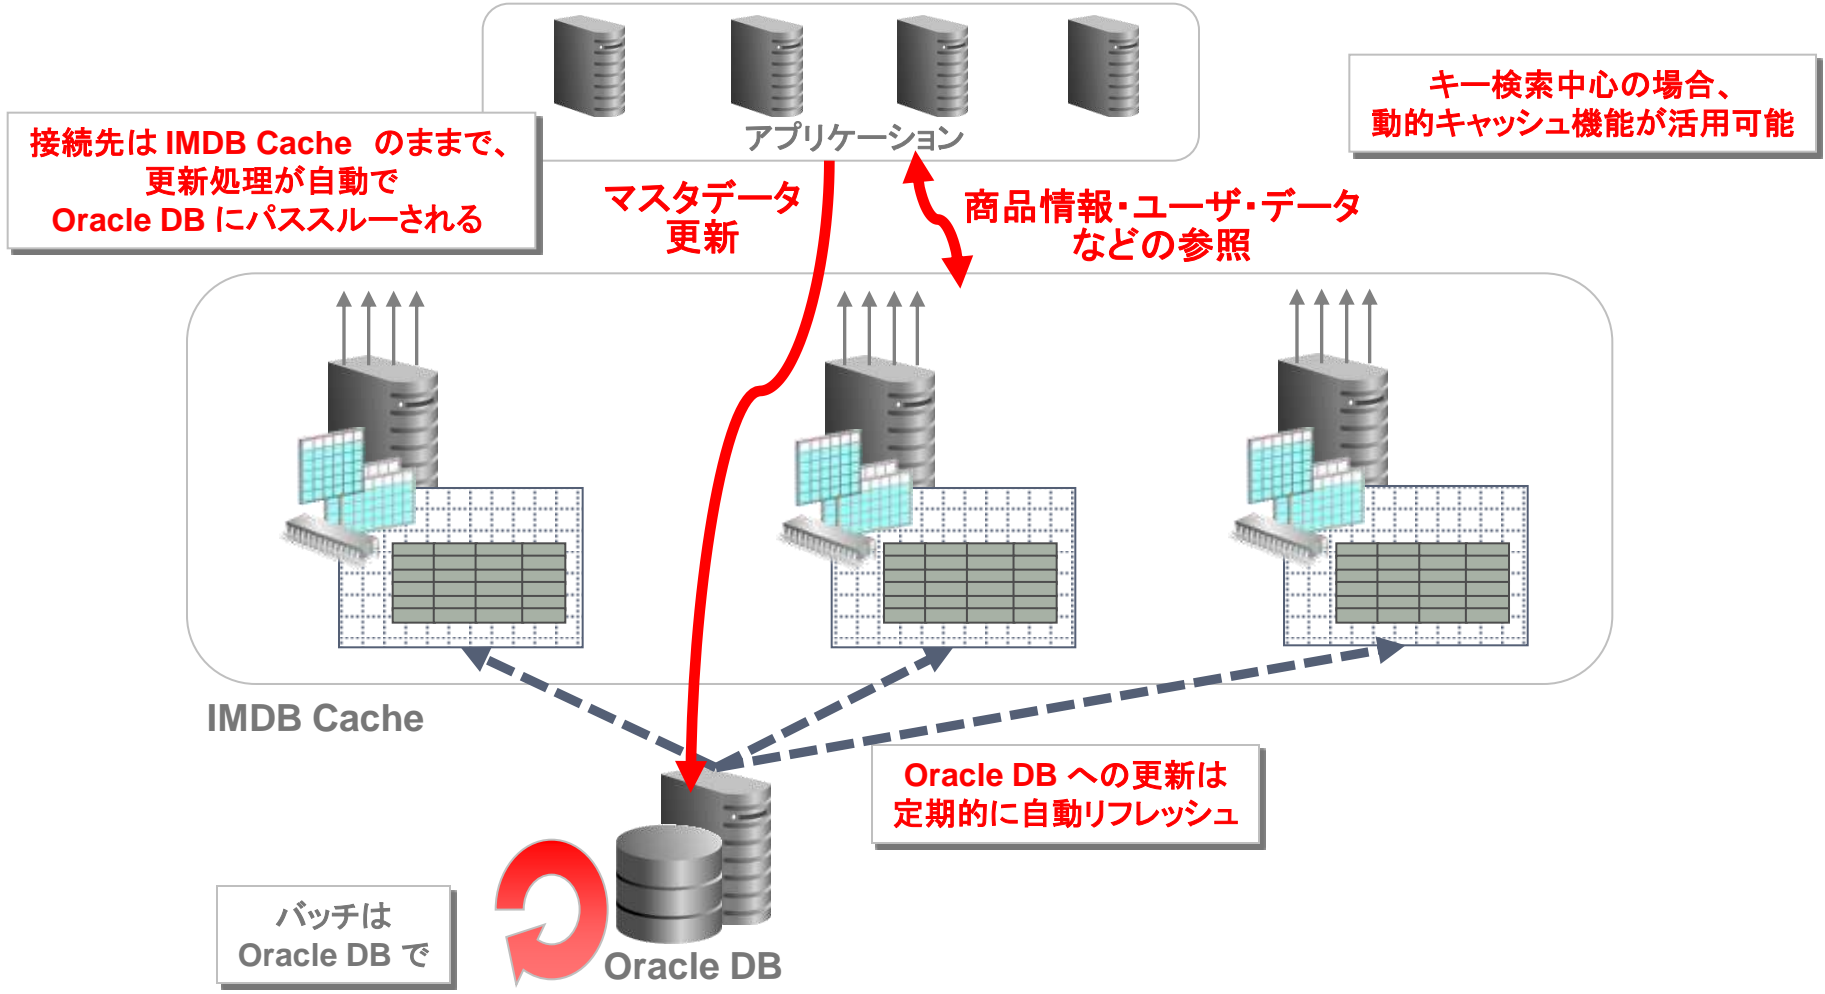 アプリケーション
キー検索中心の場合、
動的キャッシュ機能が活用可能
接続先は IMDB Cache のままで、
更新処理が自動で
Oracle DB にパススルーされる
マスタデータ
更新
商品情報・ユーザ・データ
などの参照
IMDB Cache
Oracle DB への更新は
定期的に自動リフレッシュ
バッチは
Oracle DB で
Oracle DB